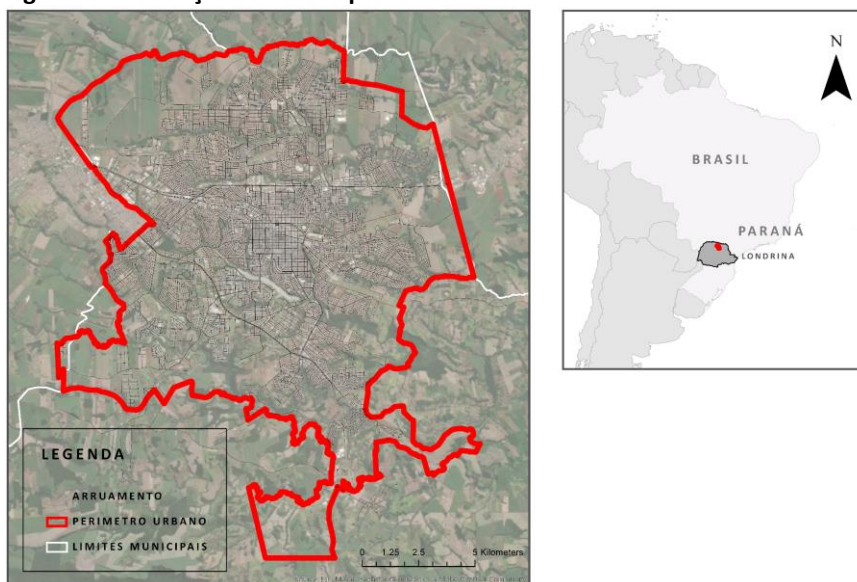 LEGENDA
ARRUAMENTO
PERIMETRO URBANO
LIMITES MUNICIPAIS
0 1.25 2.5 5 Kilometers
N
BRASIL
PARANÁ
LONDRINA